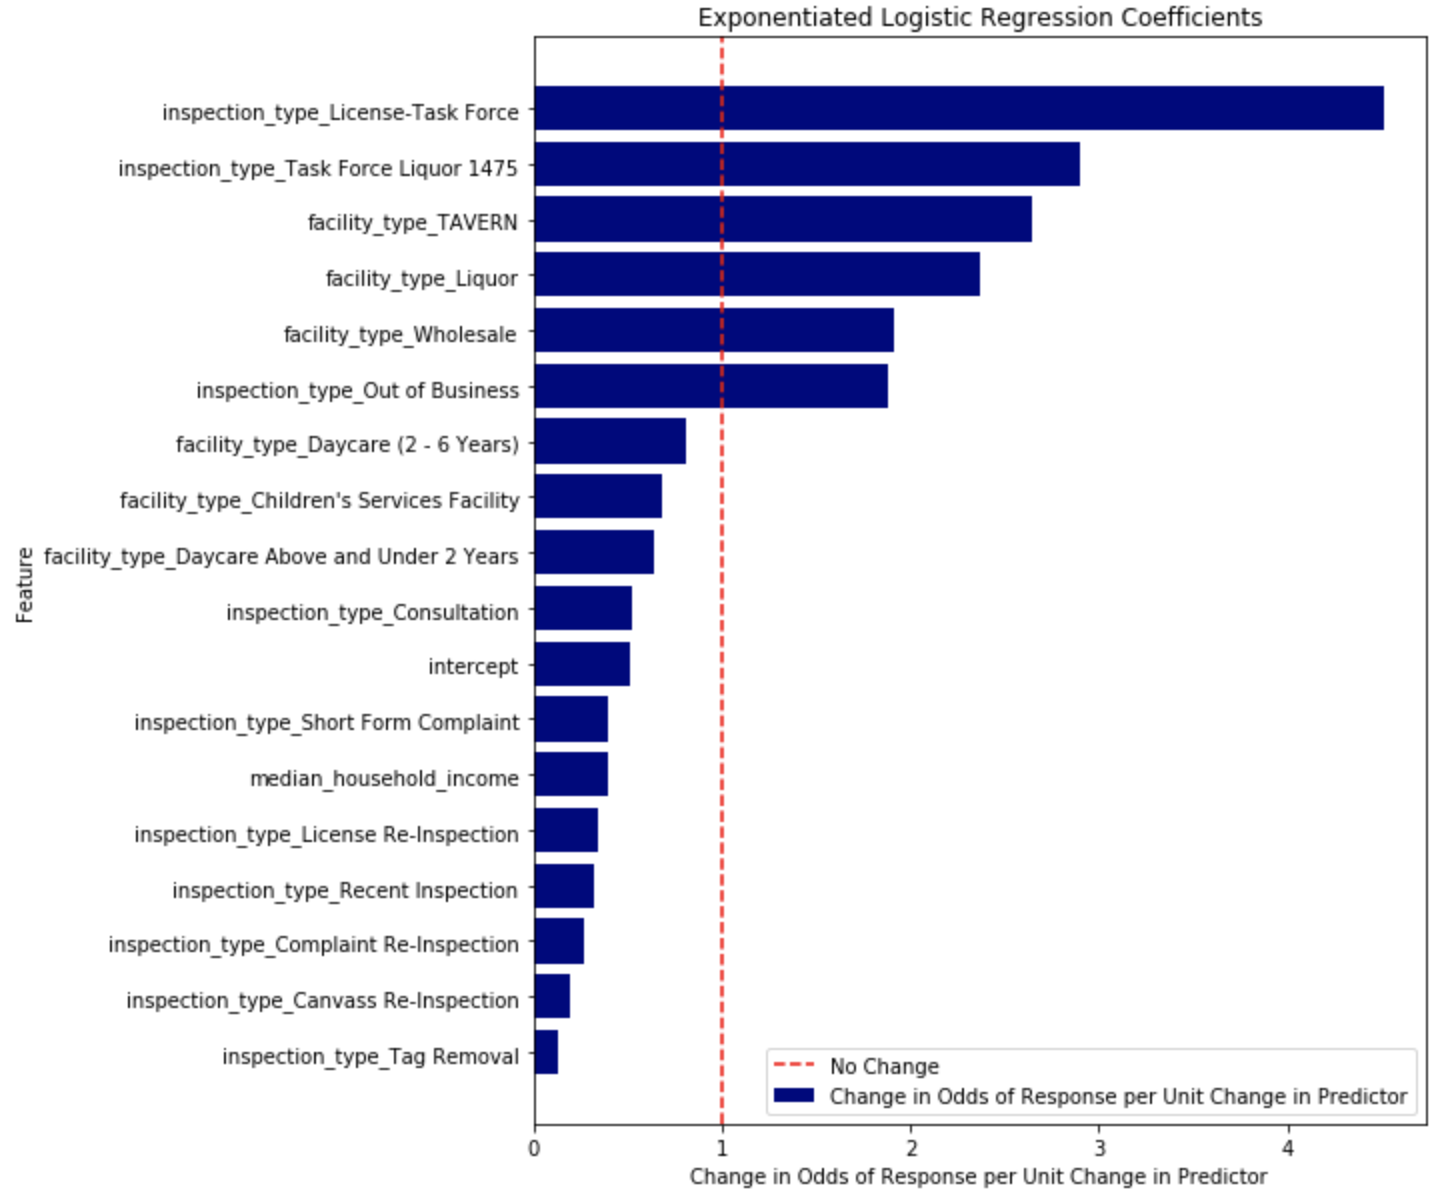 Exponentiated Logistic Regression Coefficients
inspection_type_License-Task Force
inspection_type_Task Force Liquor 1475
facility_type_TAVERN
facility_type_Liquor
facility_type_Wholesale
inspection_type_Out of Business
facility_type_Daycare (2 - 6 Years)
facility_type_Children's Services Facility
facility_type_Daycare Above and Under 2 Years
inspection_type_Consultation
intercept
inspection_type_Short Form Complaint
median_household_income
inspection_type_License Re-Inspection
inspection_type_Recent Inspection
inspection_type_Complaint Re-Inspection
inspection_type_Canvass Re-Inspection
inspection_type_Tag Removal
Feature
No Change
Change in Odds of Response per Unit Change in Predictor
0 1 2 3 4
Change in Odds of Response per Unit Change in Predictor